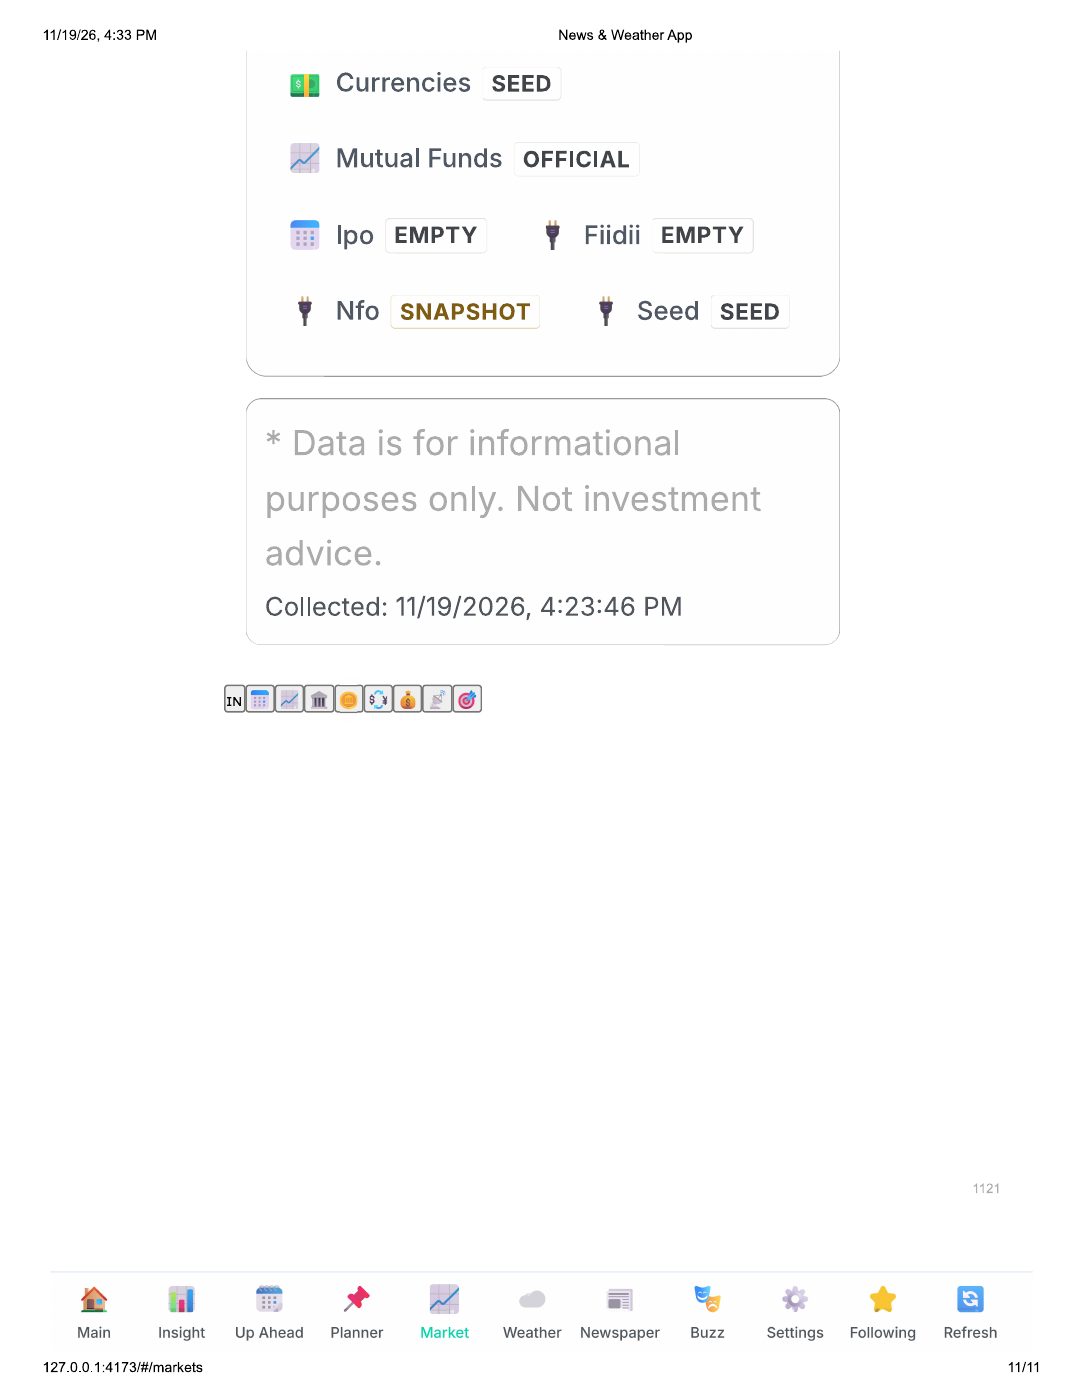 11/19/26, 4:33 PM News & Weather App
Currencies SEED
Mutual Funds OFFICIAL
Ipo EMPTY Fiidii EMPTY
Nfo SNAPSHOT Seed SEED
* Data is for informational
purposes only. Not investment
advice.
Collected: 11/19/2026, 4:23:46 PM
IN
1121
Main Insight Up Ahead Planner Market Weather Newspaper Buzz Settings Following Refresh
127.0.0.1:4173/#/markets 11/11